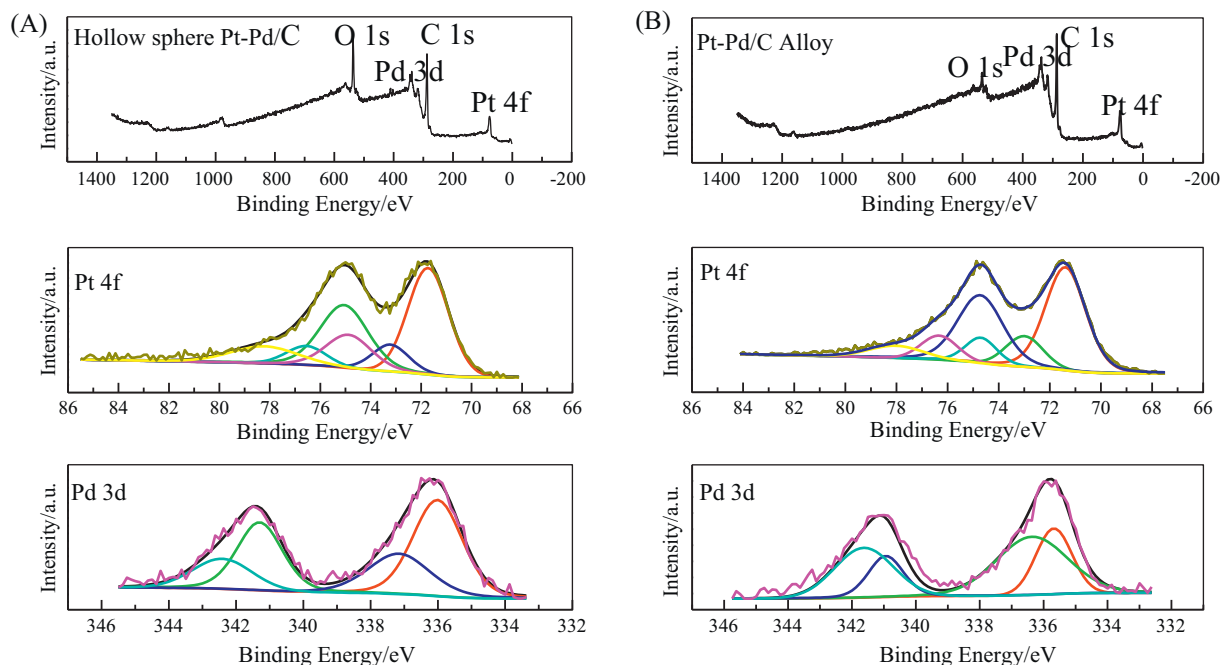 (A)
Hollow sphere Pt-Pd/C
O 1s
C 1s
Pd 3d
Pt 4f
Intensity/a.u.
1400 1200 1000 800 600 400 200 0 -200
Binding Energy/eV
(B)
Pt-Pd/C Alloy
O 1s
Pd 3d
C 1s
Pt 4f
Intensity/a.u.
1400 1200 1000 800 600 400 200 0 -200
Binding Energy/eV
Pt 4f
Intensity/a.u.
86 84 82 80 78 76 74 72 70 68 66
Binding Energy/eV
Pt 4f
Intensity/a.u.
86 84 82 80 78 76 74 72 70 68 66
Binding Energy/eV
Pd 3d
Intensity/a.u.
346 344 342 340 338 336 334 332
Binding Energy/eV
Pd 3d
Intensity/a.u.
346 344 342 340 338 336 334 332
Binding Energy/eV